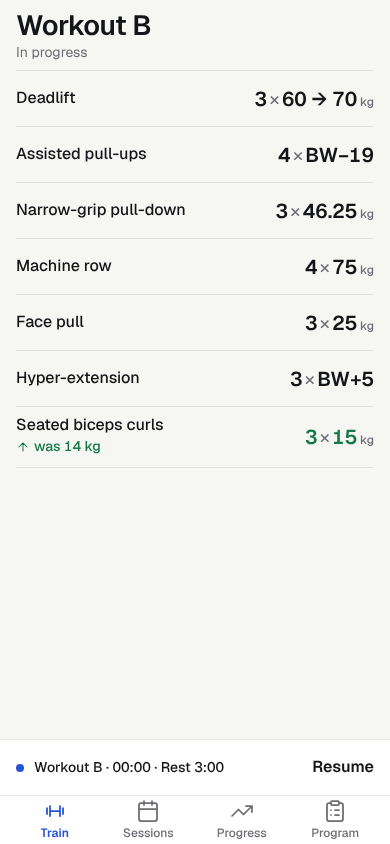 Workout B
In progress
Deadlift 3×60 → 70 kg
Assisted pull-ups 4×BW−19
Narrow-grip pull-down 3×46.25 kg
Machine row 4×75 kg
Face pull 3×25 kg
Hyper-extension 3×BW+5
Seated biceps curls 3×15 kg
↑ was 14 kg
Workout B · 00:00 · Rest 3:00 Resume
Train Sessions Progress Program